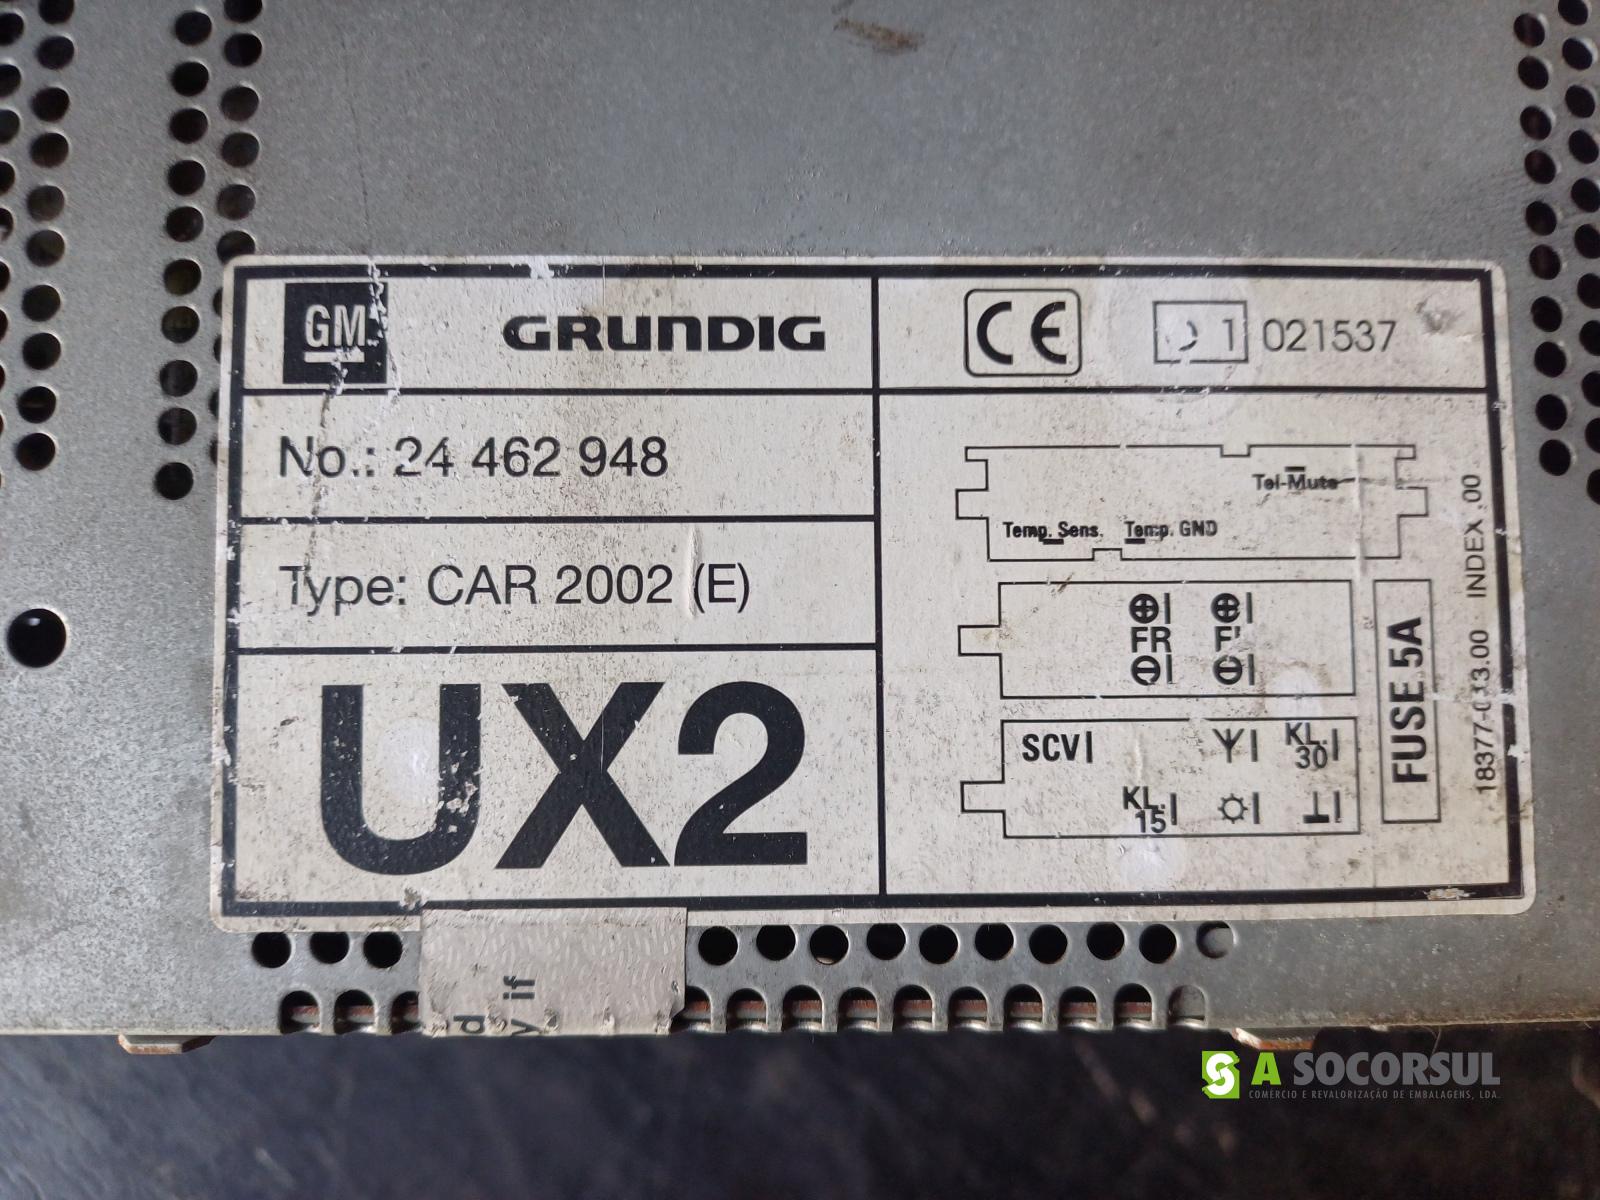 GM
GRUNDIG
CE
1 021537
No.: 24 462 948
Type: CAR 2002 (E)
UX2
Tel-Mute
Temp. Sens. Temp. GND
FR
SCV
KL. 30
KL. 15
FUSE 5A
INDEX .00
y if
A SOCORSUL
COMÉRCIO E REVALORIZAÇÃO DE EMBALAGENS, LDA.